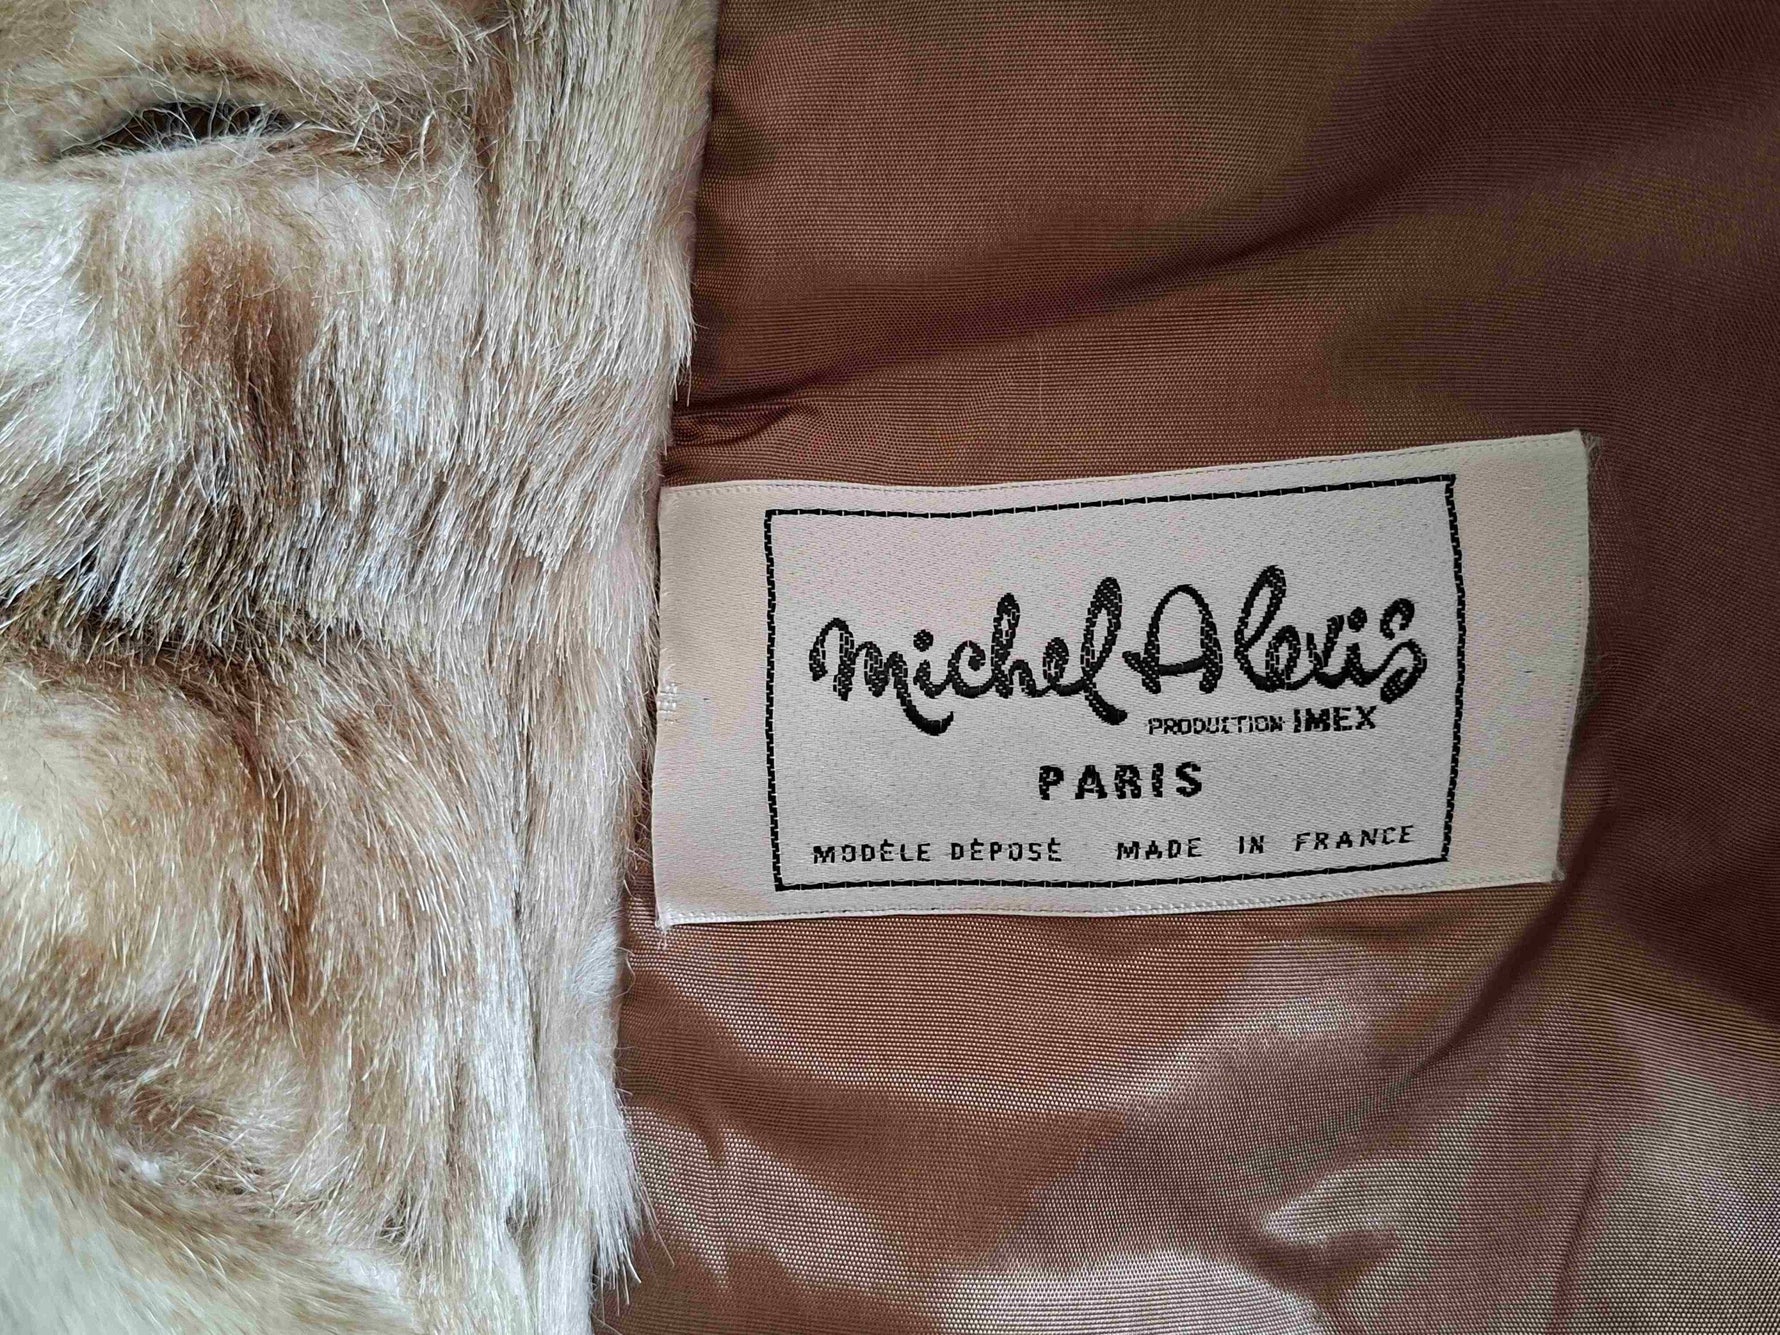 Michel Alexis
PRODUCTION IMEX
PARIS
MODÈLE DÉPOSÉ MADE IN FRANCE